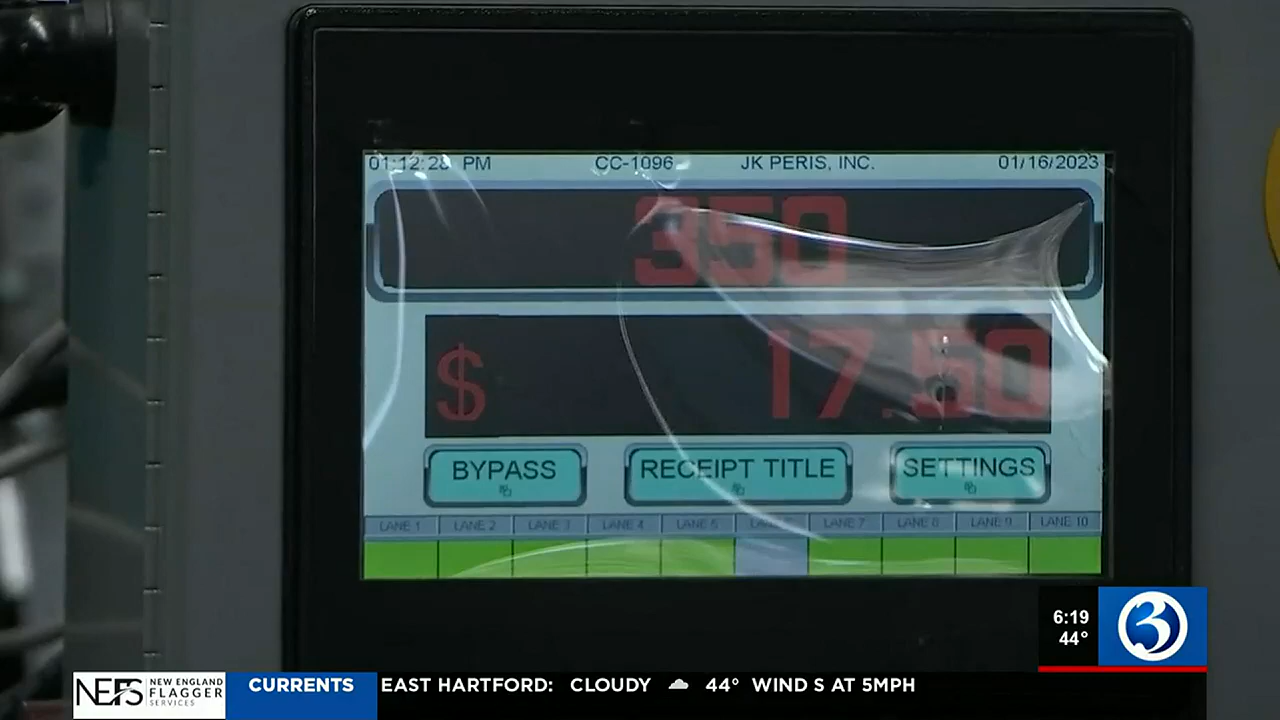 01:12:28 PM CC-1096 JK PERIS, INC. 01/16/2023
350
$ 17.50
BYPASS RECEIPT TITLE SETTINGS
LANE 1 LANE 2 LANE 3 LANE 4 LANE 5 LANE 7 LANE 8 LANE 9 LANE 10
6:19
44°
3
NEFS NEW ENGLAND
FLAGGER
SERVICES
CURRENTS EAST HARTFORD: CLOUDY 44° WIND S AT 5MPH